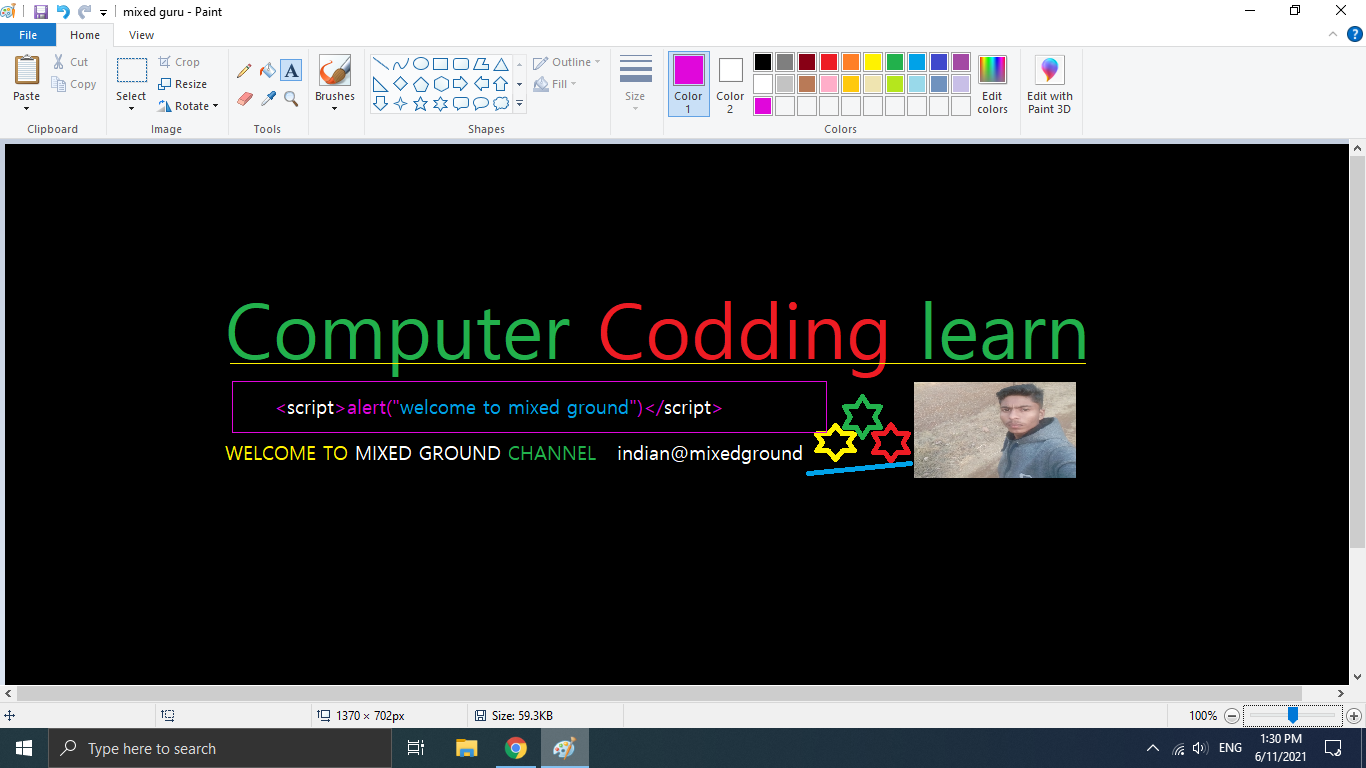 mixed guru - Paint
File Home View
Paste Cut Copy Select Crop Resize Rotate Brushes Outline Fill Size Color 1 Color 2 Edit colors Edit with Paint 3D
Clipboard Image Tools Shapes Colors
Computer Codding learn
<script>alert("welcome to mixed ground")</script>
WELCOME TO MIXED GROUND CHANNEL indian@mixedground
1370 × 702px Size: 59.3KB 100%
Type here to search ENG 1:30 PM
6/11/2021